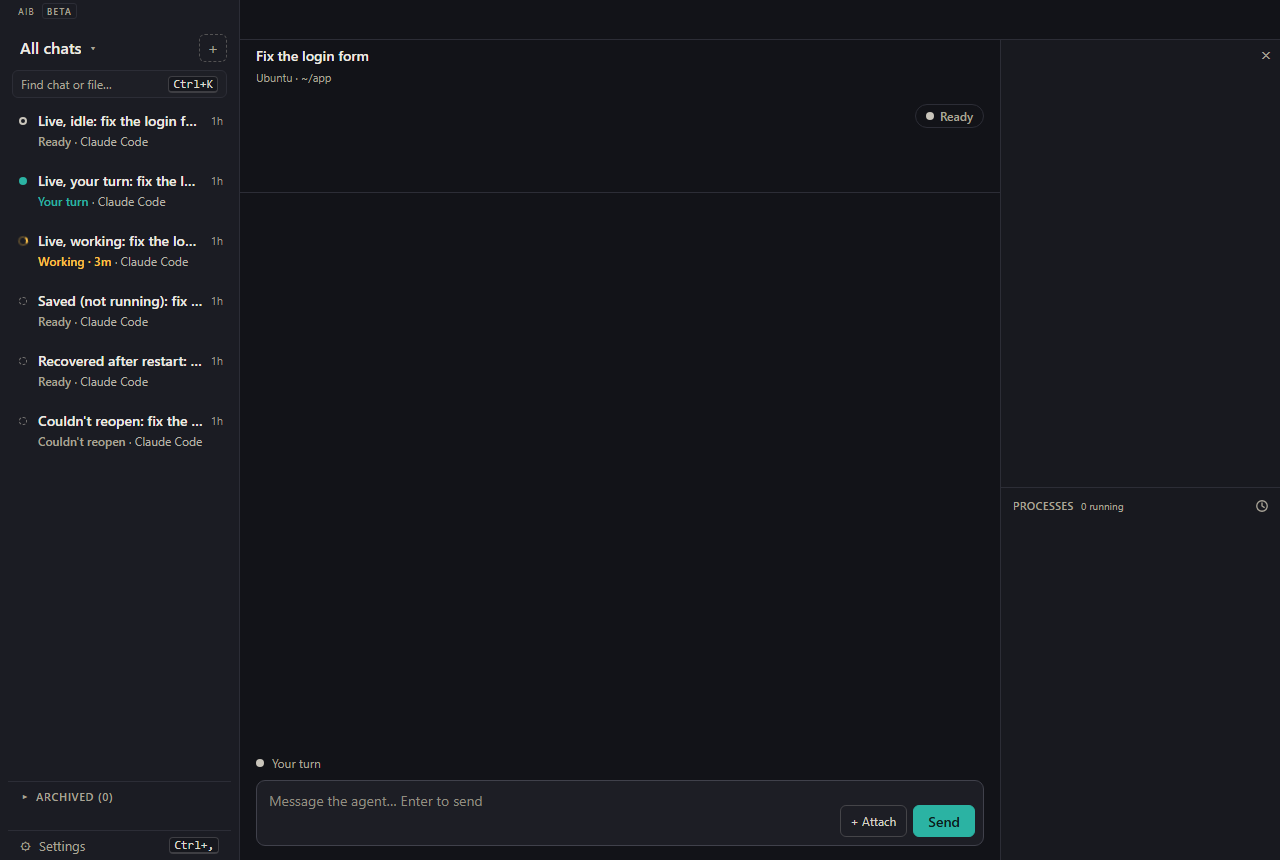 AIB BETA
All chats
+
Find chat or file... Ctrl+K
Live, idle: fix the login f... 1h
Ready · Claude Code
Live, your turn: fix the l... 1h
Your turn · Claude Code
Live, working: fix the lo... 1h
Working · 3m · Claude Code
Saved (not running): fix ... 1h
Ready · Claude Code
Recovered after restart: ... 1h
Ready · Claude Code
Couldn't reopen: fix the ... 1h
Couldn't reopen · Claude Code
ARCHIVED (0)
Settings Ctrl+,
Fix the login form
Ubuntu · ~/app
Ready
Your turn
Message the agent... Enter to send
+ Attach Send
PROCESSES 0 running